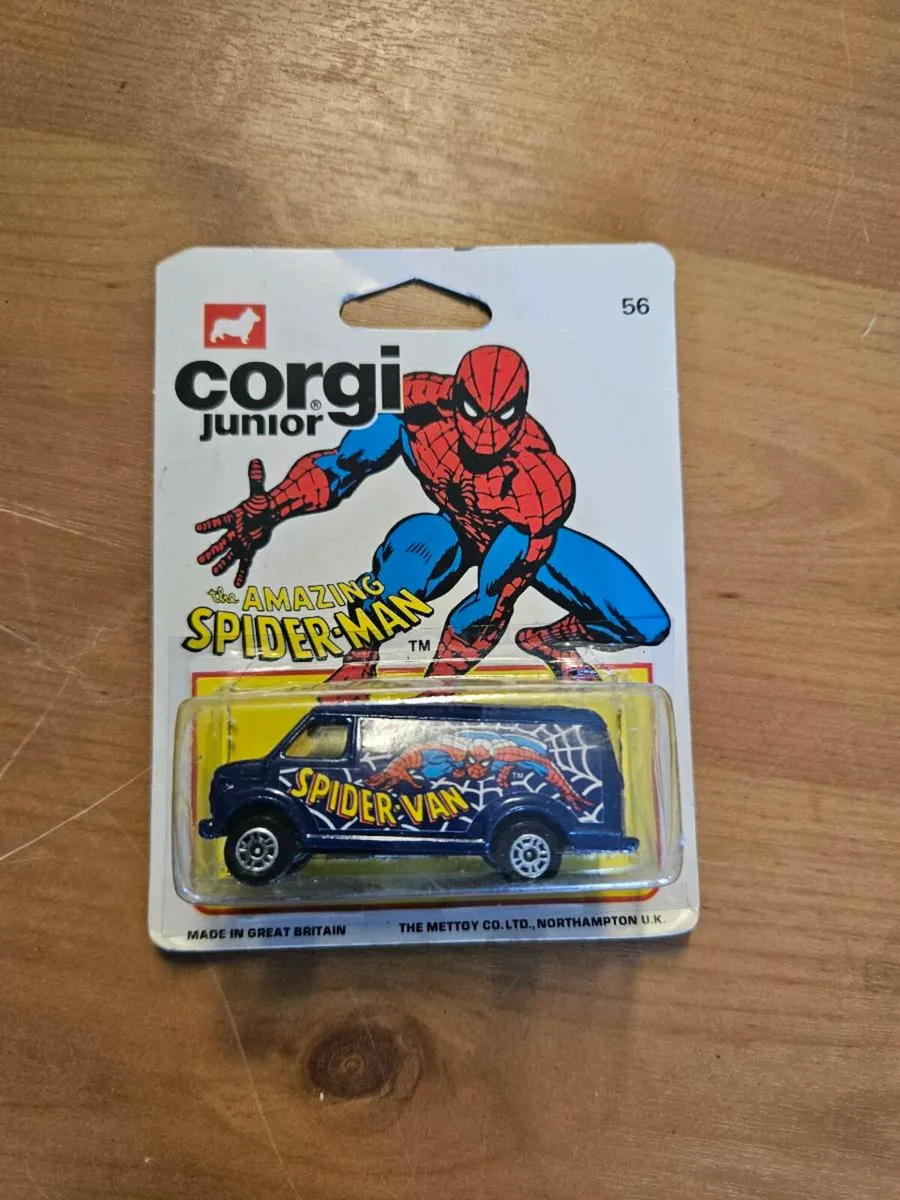 56
corgi®
junior
the AMAZING
SPIDER-MAN TM
SPIDER-VAN TM
MADE IN GREAT BRITAIN THE METTOY CO. LTD., NORTHAMPTON U.K.